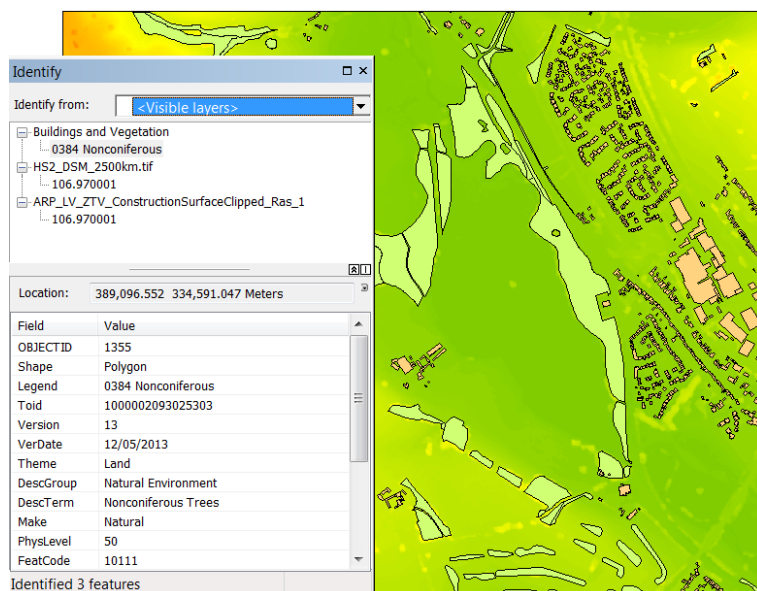 Identify
Identify from: <Visible layers>
Buildings and Vegetation
0384 Nonconiferous
HS2_DSM_2500km.tif
106.970001
ARP_LV_ZTV_ConstructionSurfaceClipped_Ras_1
106.970001
Location: 389,096.552 334,591.047 Meters
Field Value
OBJECTID 1355
Shape Polygon
Legend 0384 Nonconiferous
Toid 1000002093025303
Version 13
VerDate 12/05/2013
Theme Land
DescGroup Natural Environment
DescTerm Nonconiferous Trees
Make Natural
PhysLevel 50
FeatCode 10111
Identified 3 features